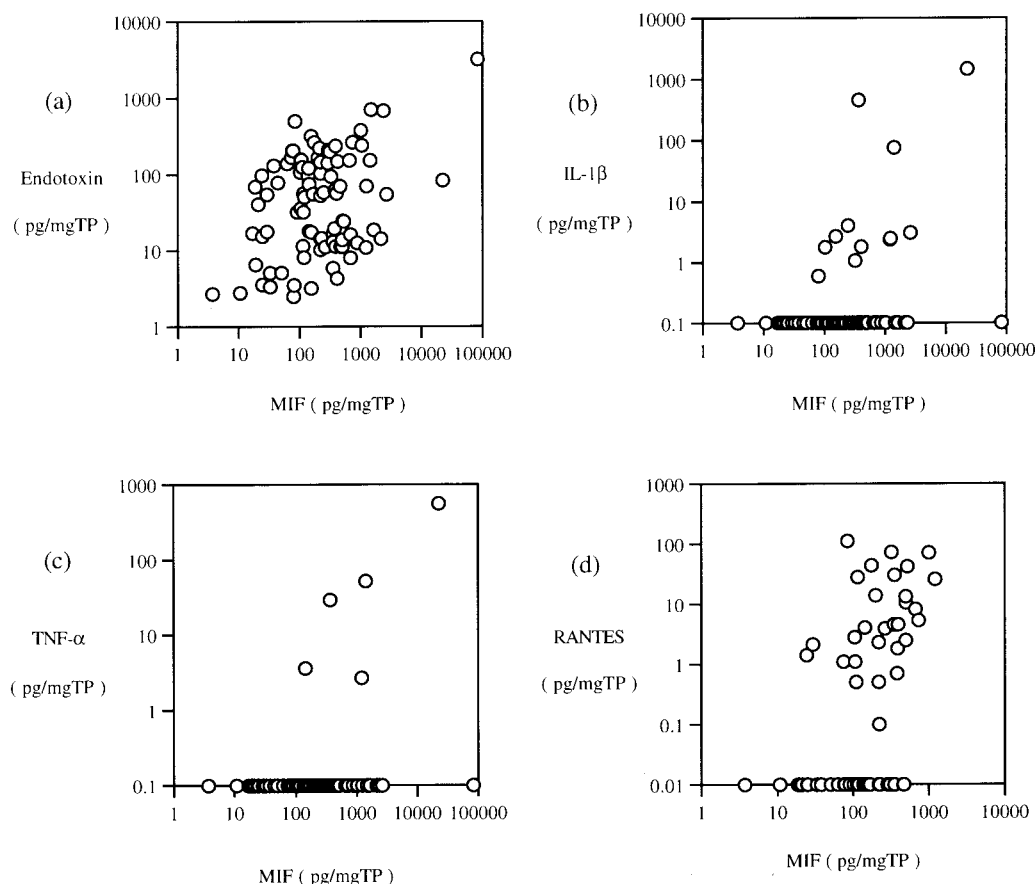 (a)
Endotoxin
( pg/mgTP )
10000
1000
100
10
1
1 10 100 1000 10000 100000
MIF ( pg/mgTP )
(b)
IL-1β
( pg/mgTP )
10000
1000
100
10
1
0.1
1 10 100 1000 10000 100000
MIF ( pg/mgTP )
(c)
TNF-α
( pg/mgTP )
1000
100
10
1
0.1
1 10 100 1000 10000 100000
MIF ( pg/mgTP )
(d)
RANTES
( pg/mgTP )
1000
100
10
1
0.1
0.01
1 10 100 1000 10000
MIF ( pg/mgTP )